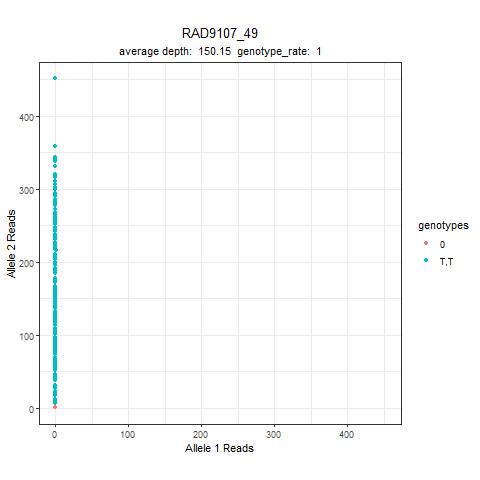 RAD9107_49
average depth:  150.15  genotype_rate:  1
Allele 2 Reads
400
300
200
100
0
0
100
200
300
400
Allele 1 Reads
genotypes
0
T,T